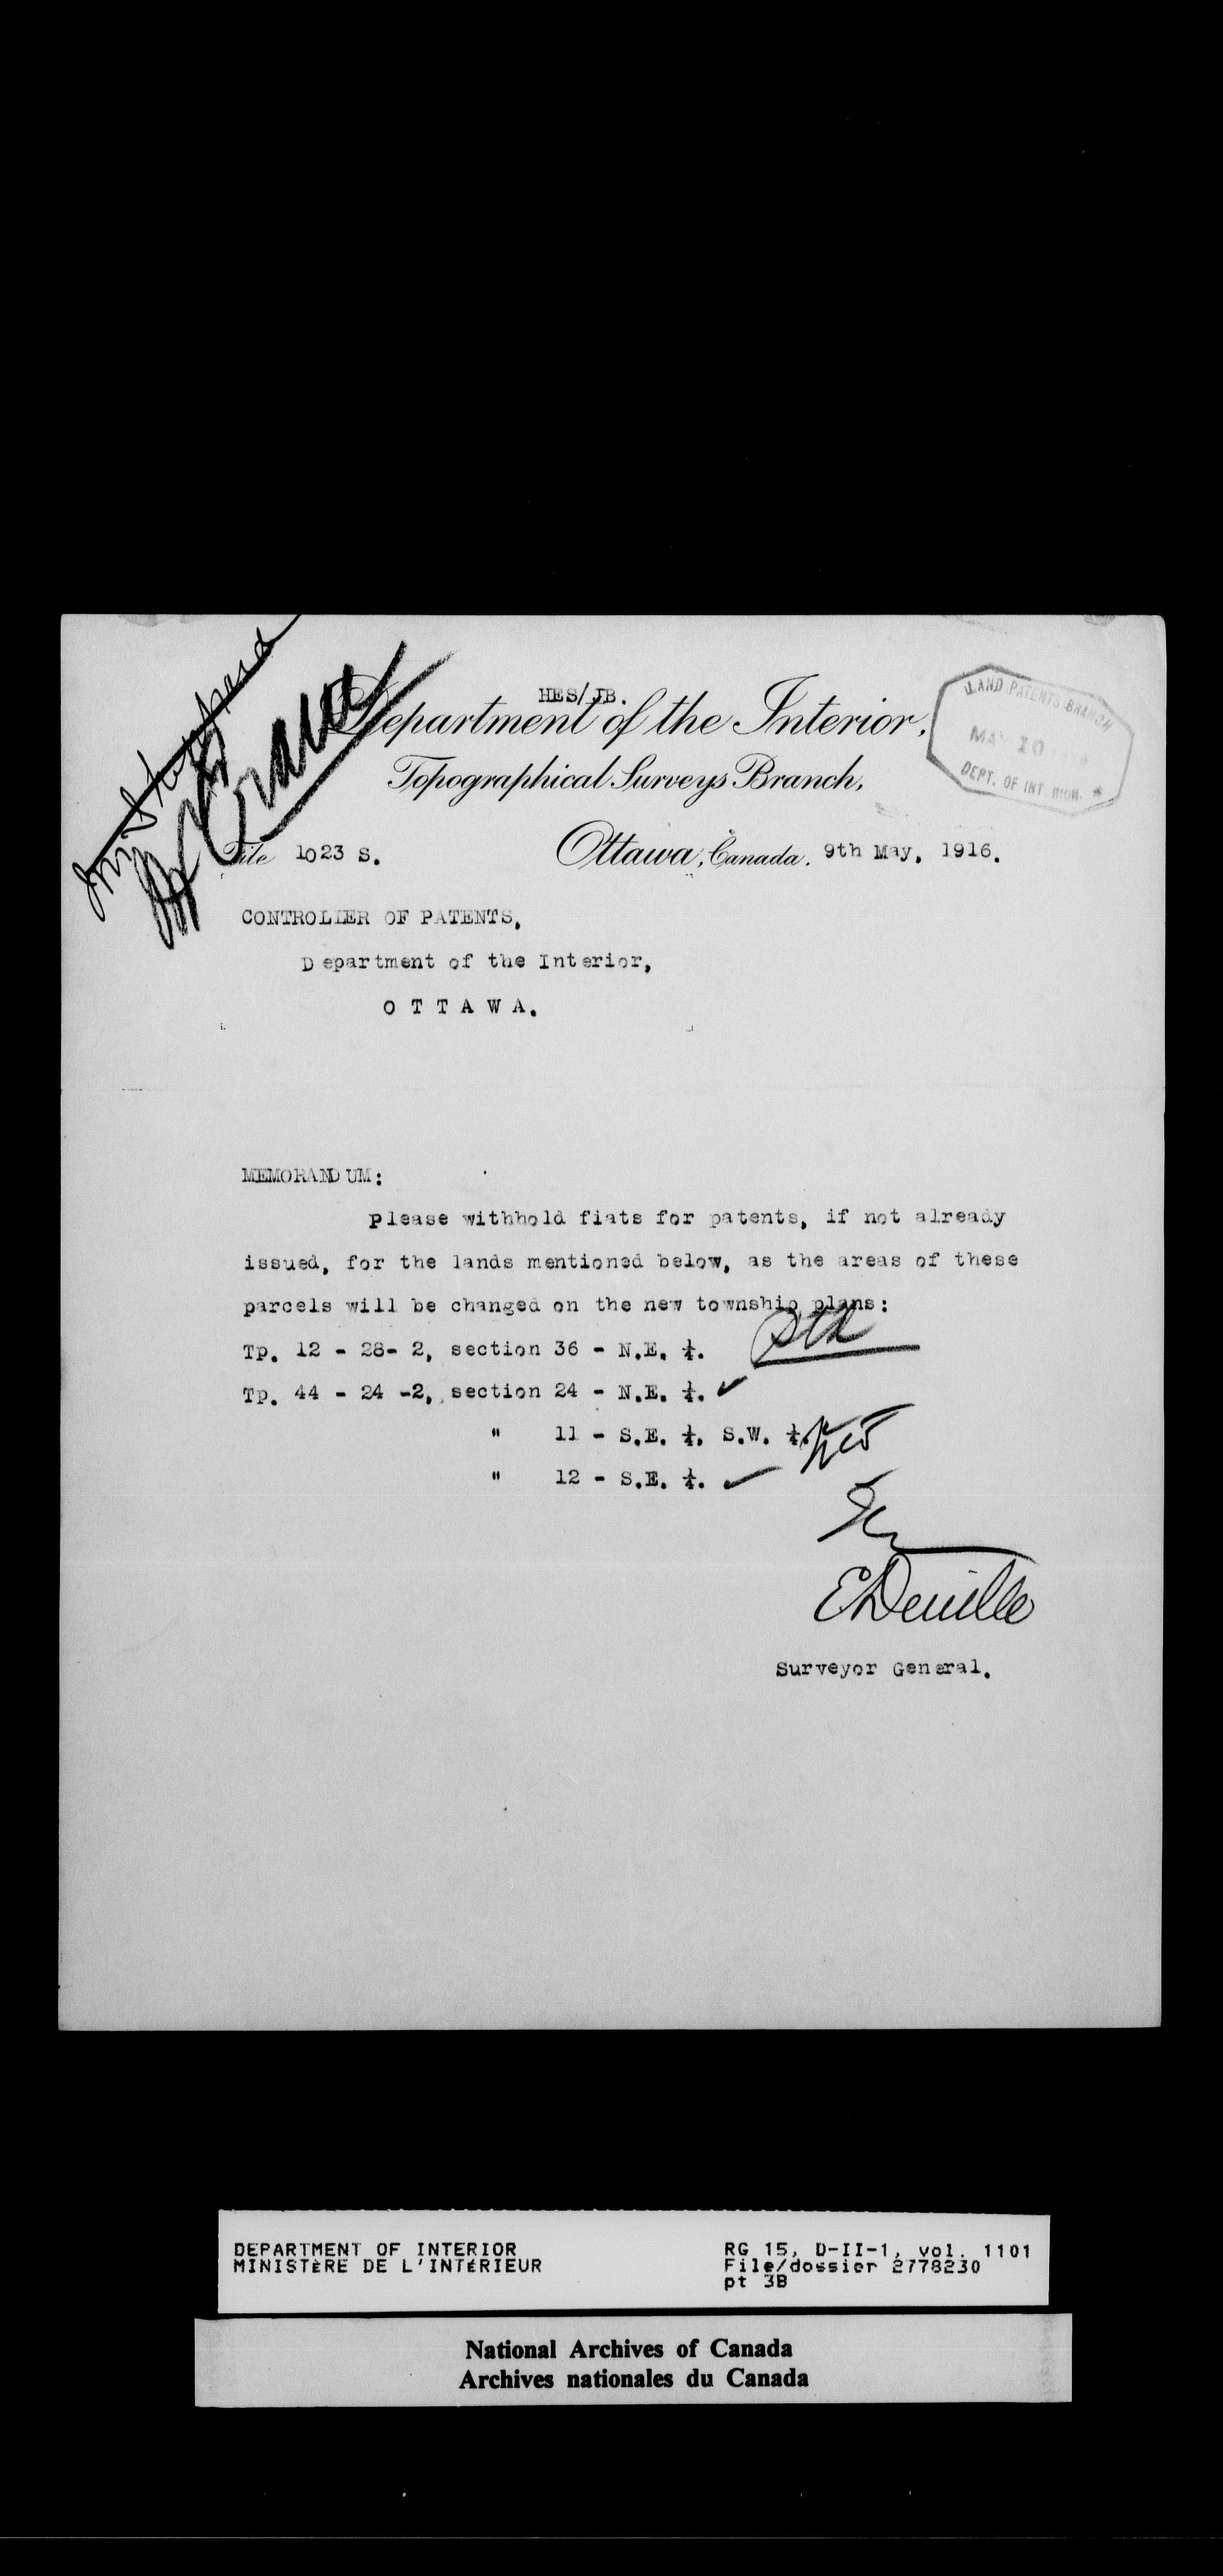 HES/JB.
Department of the Interior,
Topographical Surveys Branch,
LAND PATENTS BRANCH
MAY 10 1916
DEPT. OF INTERIOR.
File 1023 S.
Ottawa, Canada. 9th May, 1916.
CONTROLLER OF PATENTS,
Department of the Interior,
O T T A W A.
MEMORANDUM:
Please withhold fiats for patents, if not already
issued, for the lands mentioned below, as the areas of these
parcels will be changed on the new township plans:
Tp. 12 - 28- 2, section 36 - N.E. ¼.
Tp. 44 - 24 -2, section 24 - N.E. ¼. ✓
" 11 - S.E. ¼, S.W. ¼.
" 12 - S.E. ¼. ✓
E Deville
Surveyor General.
DEPARTMENT OF INTERIOR
MINISTÈRE DE L'INTÉRIEUR
RG 15, D-II-1, vol. 1101
File/dossier 2778230
pt 3B
National Archives of Canada
Archives nationales du Canada